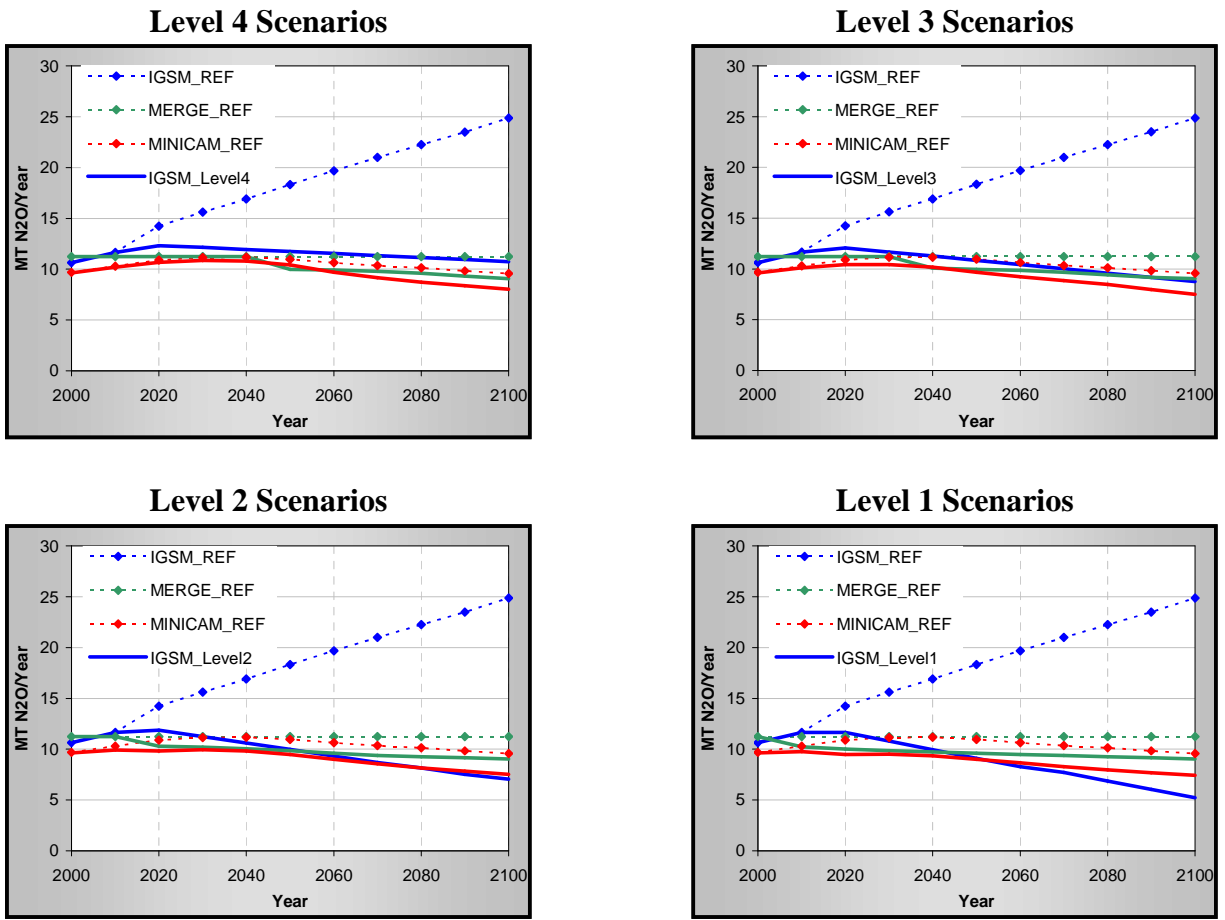 Level 4 Scenarios
MT N2O/Year
30
25
20
15
10
5
0
IGSM_REF
MERGE_REF
MINICAM_REF
IGSM_Level4
2000 2020 2040 2060 2080 2100
Year
Level 3 Scenarios
MT N2O/Year
30
25
20
15
10
5
0
IGSM_REF
MERGE_REF
MINICAM_REF
IGSM_Level3
2000 2020 2040 2060 2080 2100
Year
Level 2 Scenarios
MT N2O/Year
30
25
20
15
10
5
0
IGSM_REF
MERGE_REF
MINICAM_REF
IGSM_Level2
2000 2020 2040 2060 2080 2100
Year
Level 1 Scenarios
MT N2O/Year
30
25
20
15
10
5
0
IGSM_REF
MERGE_REF
MINICAM_REF
IGSM_Level1
2000 2020 2040 2060 2080 2100
Year